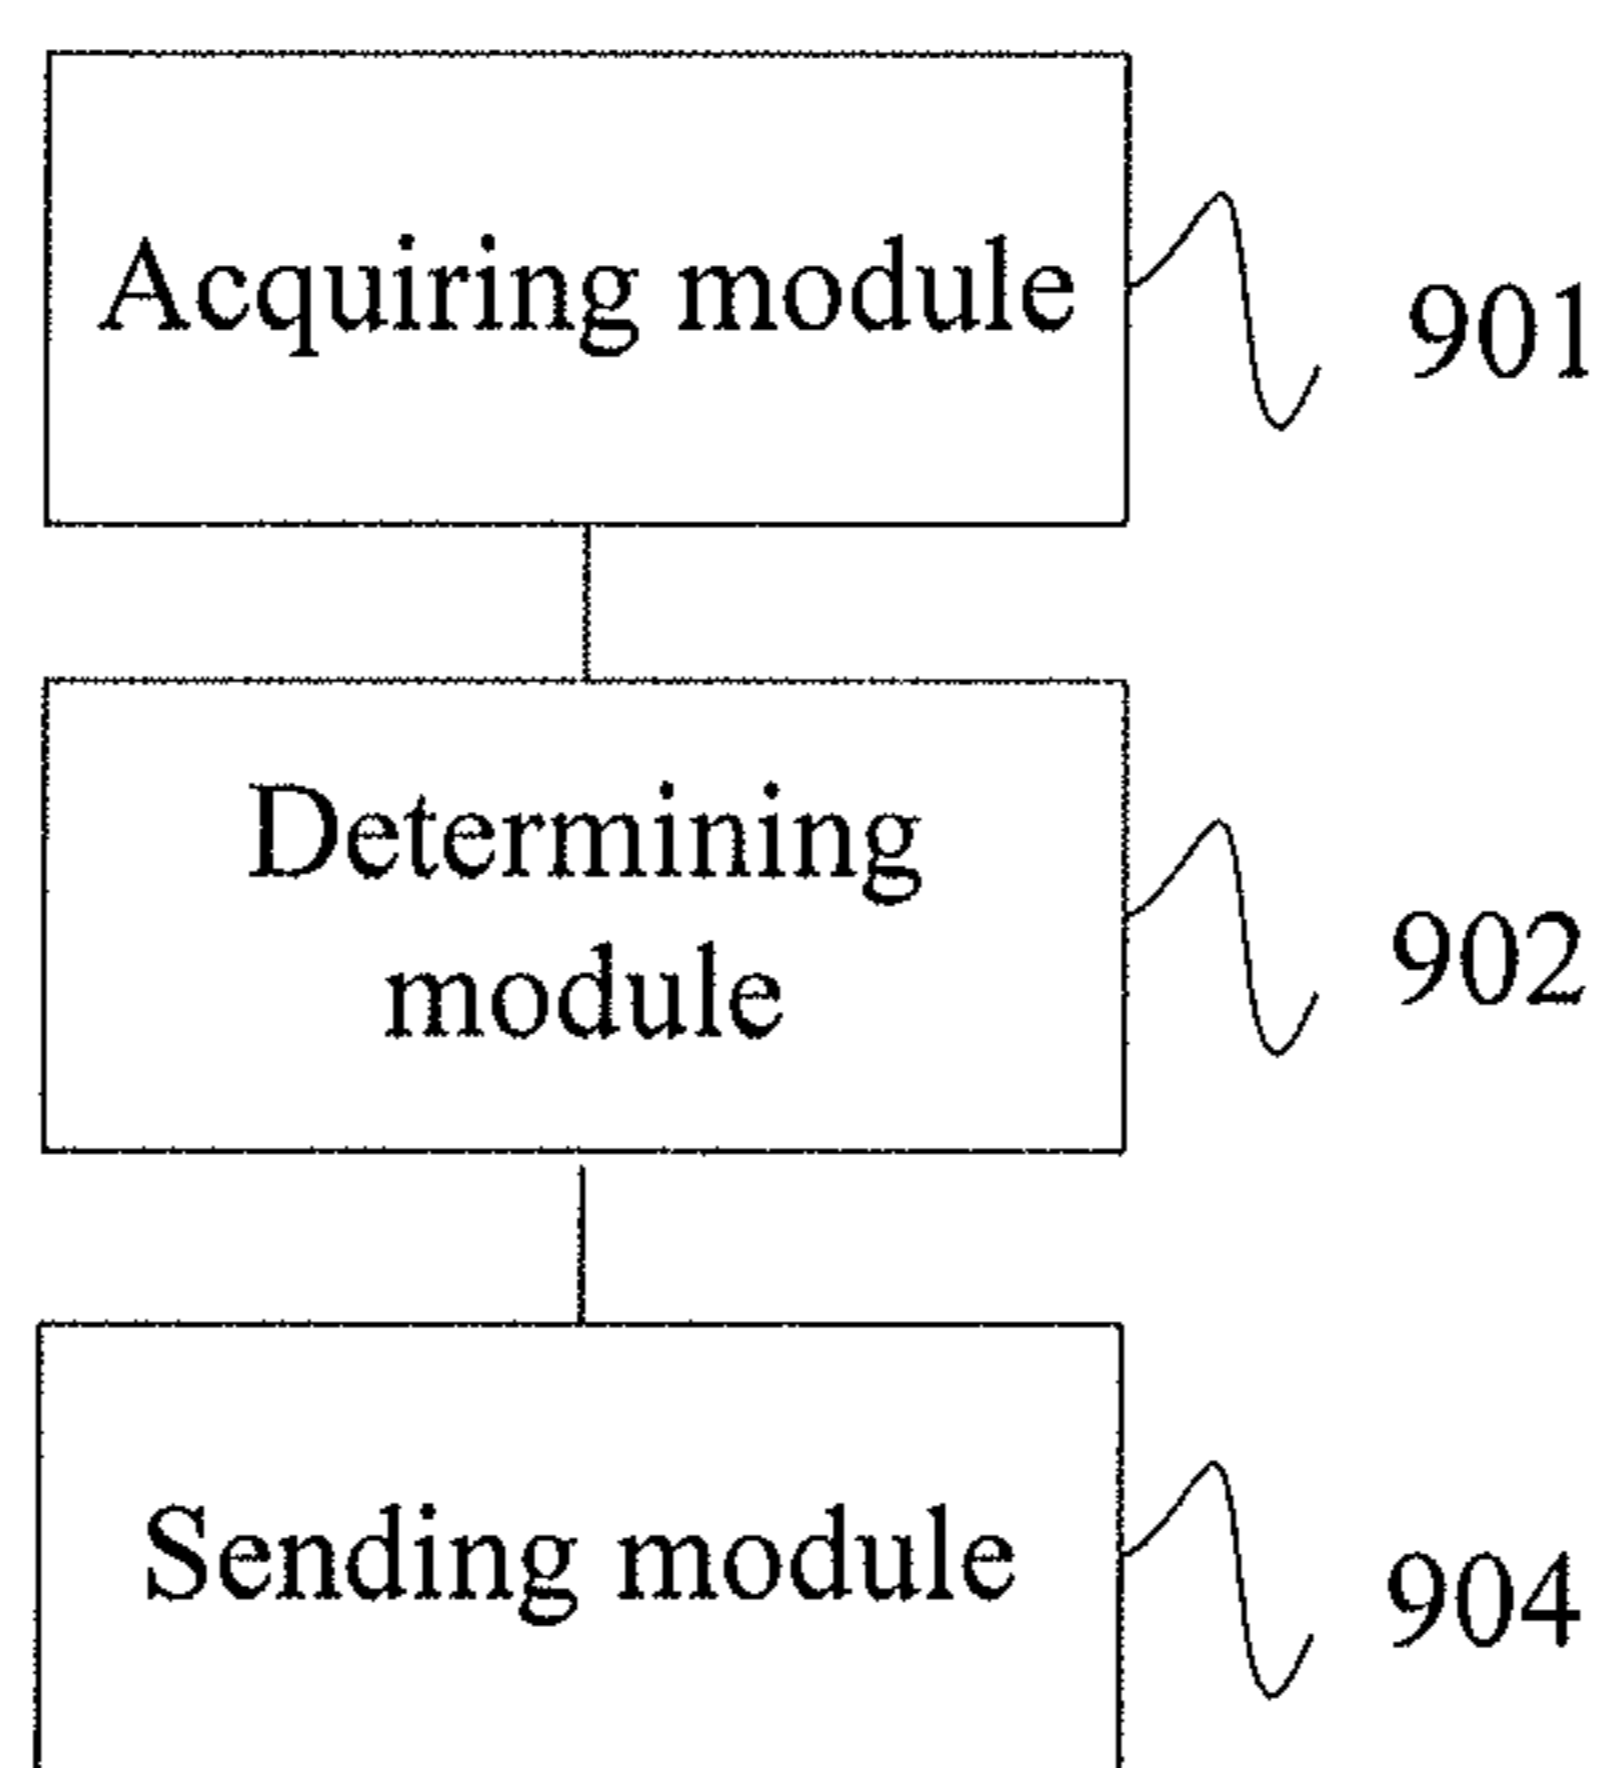 Acquiring module
901
Determining
module
902
Sending module
904